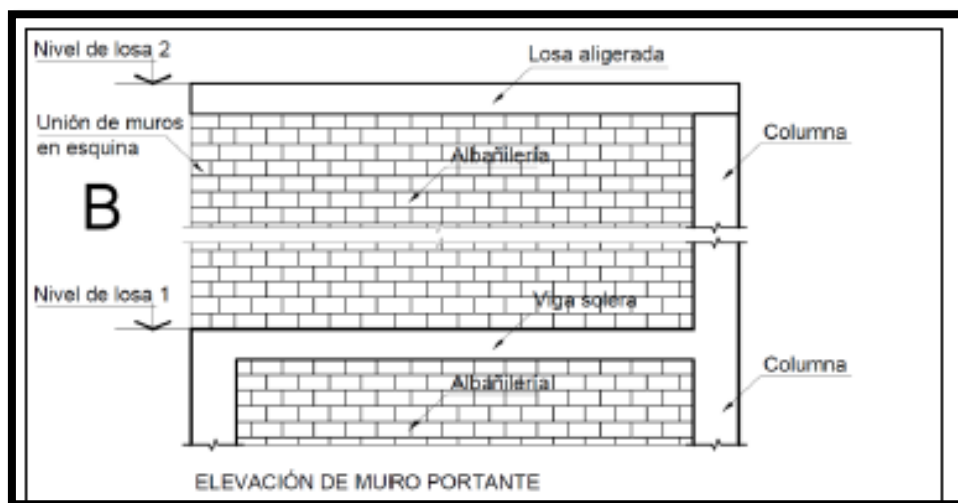 Nivel de losa 2
Losa aligerada
Unión de muros
en esquina
Columna
Albañilería
B
Nivel de losa 1
Viga solera
Columna
Albañilería
ELEVACIÓN DE MURO PORTANTE